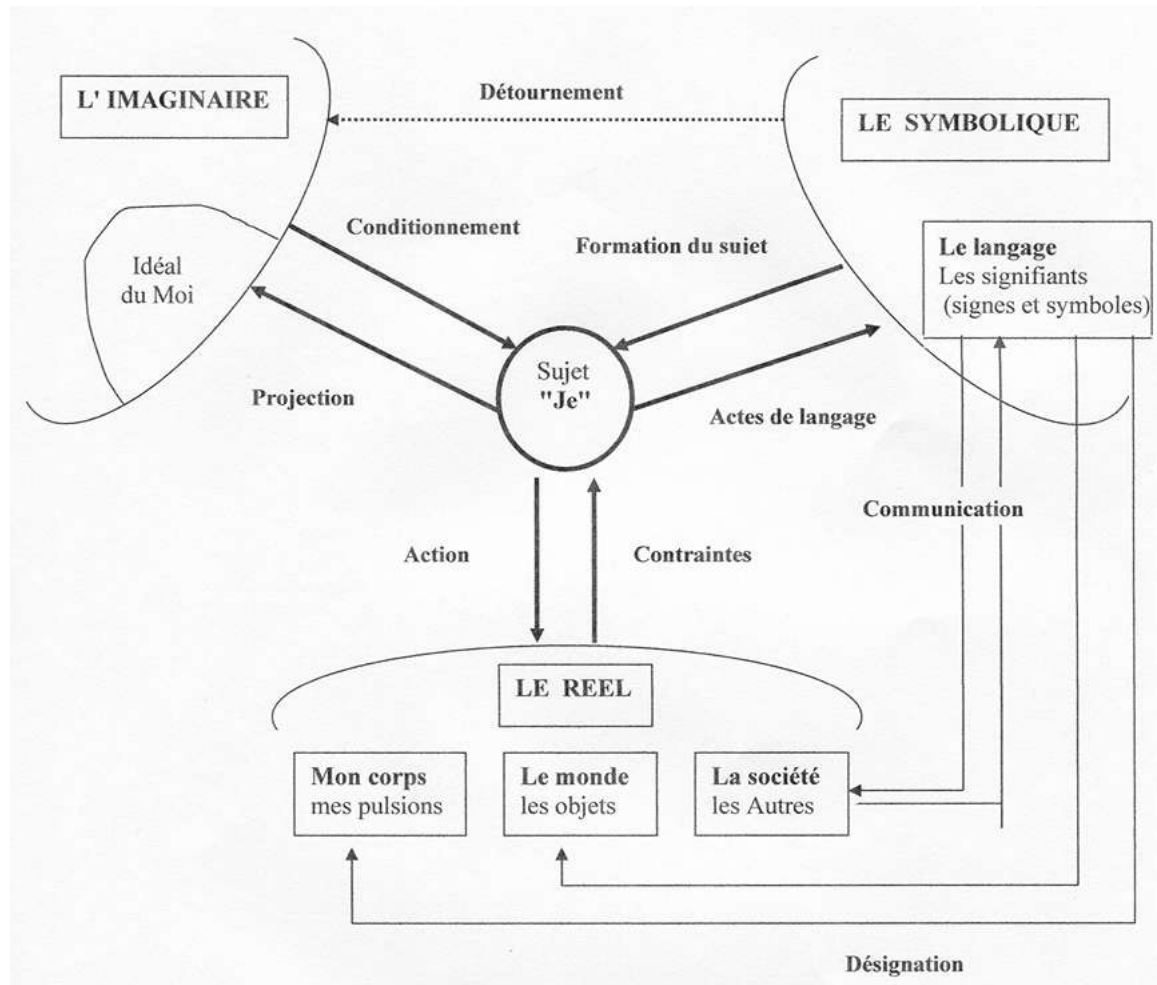 L' IMAGINAIRE
Détournement
LE SYMBOLIQUE
Conditionnement
Formation du sujet
Le langage
Les signifiants
(signes et symboles)
Idéal
du Moi
Sujet
"Je"
Projection
Actes de langage
Communication
Action
Contraintes
LE REEL
Mon corps
mes pulsions
Le monde
les objets
La société
les Autres
Désignation